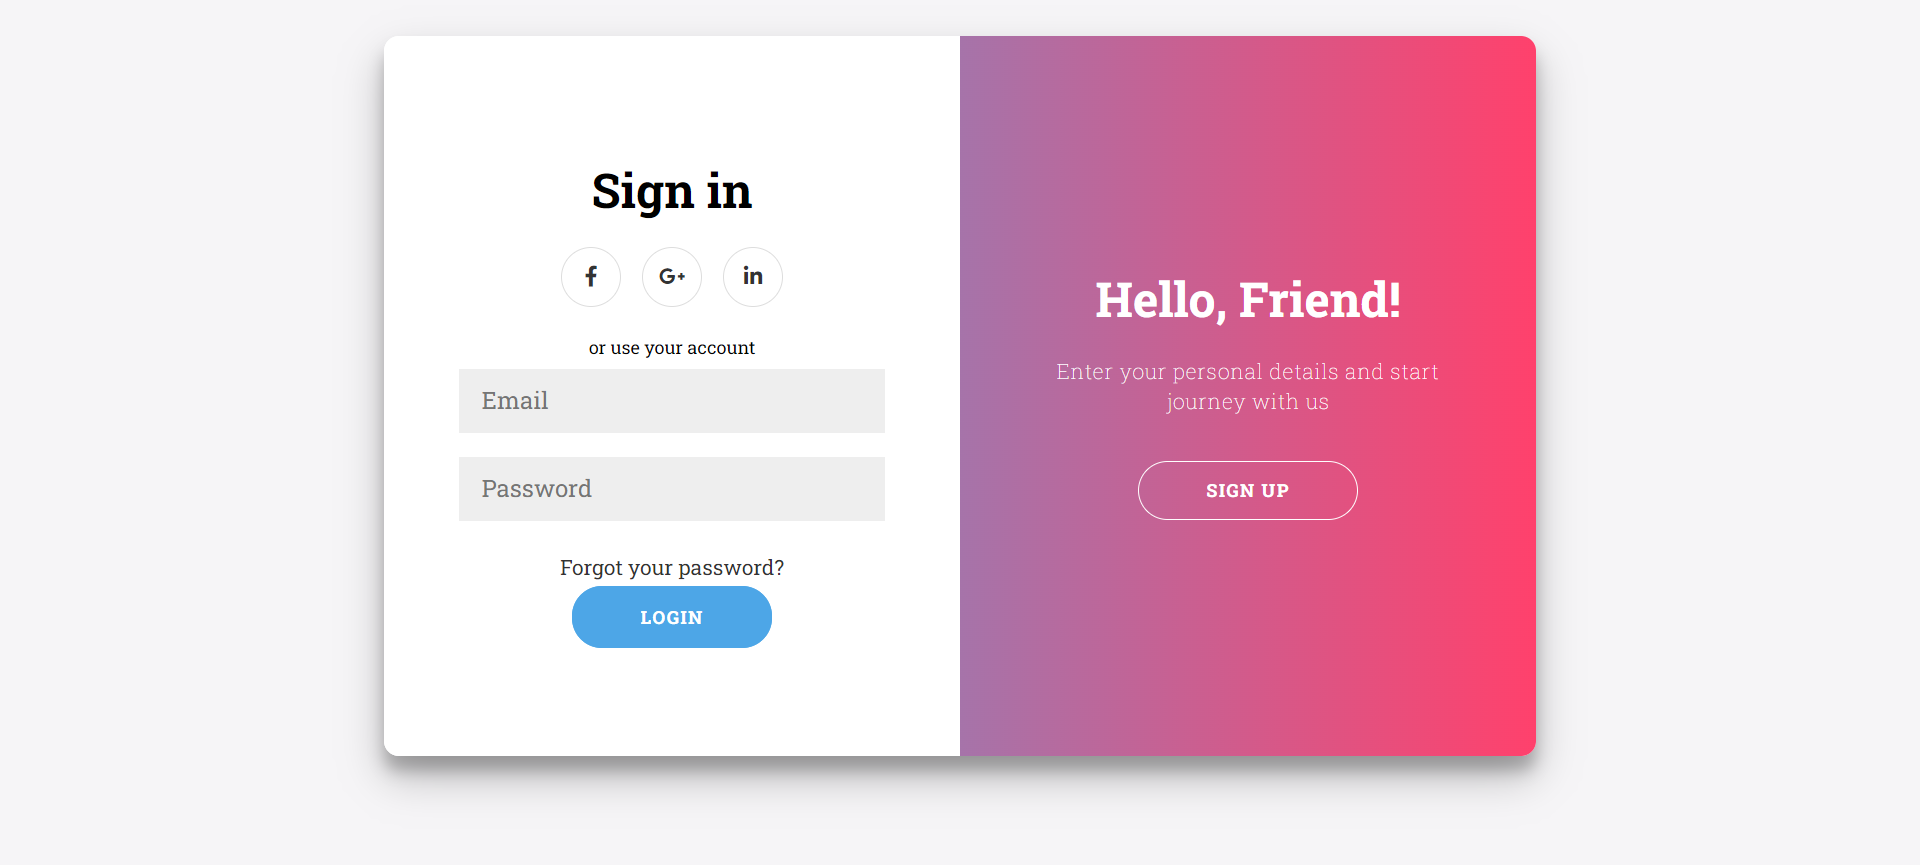 Sign in
f
G+
in
or use your account
Email
Password
Forgot your password?
LOGIN
Hello, Friend!
Enter your personal details and start
journey with us
SIGN UP